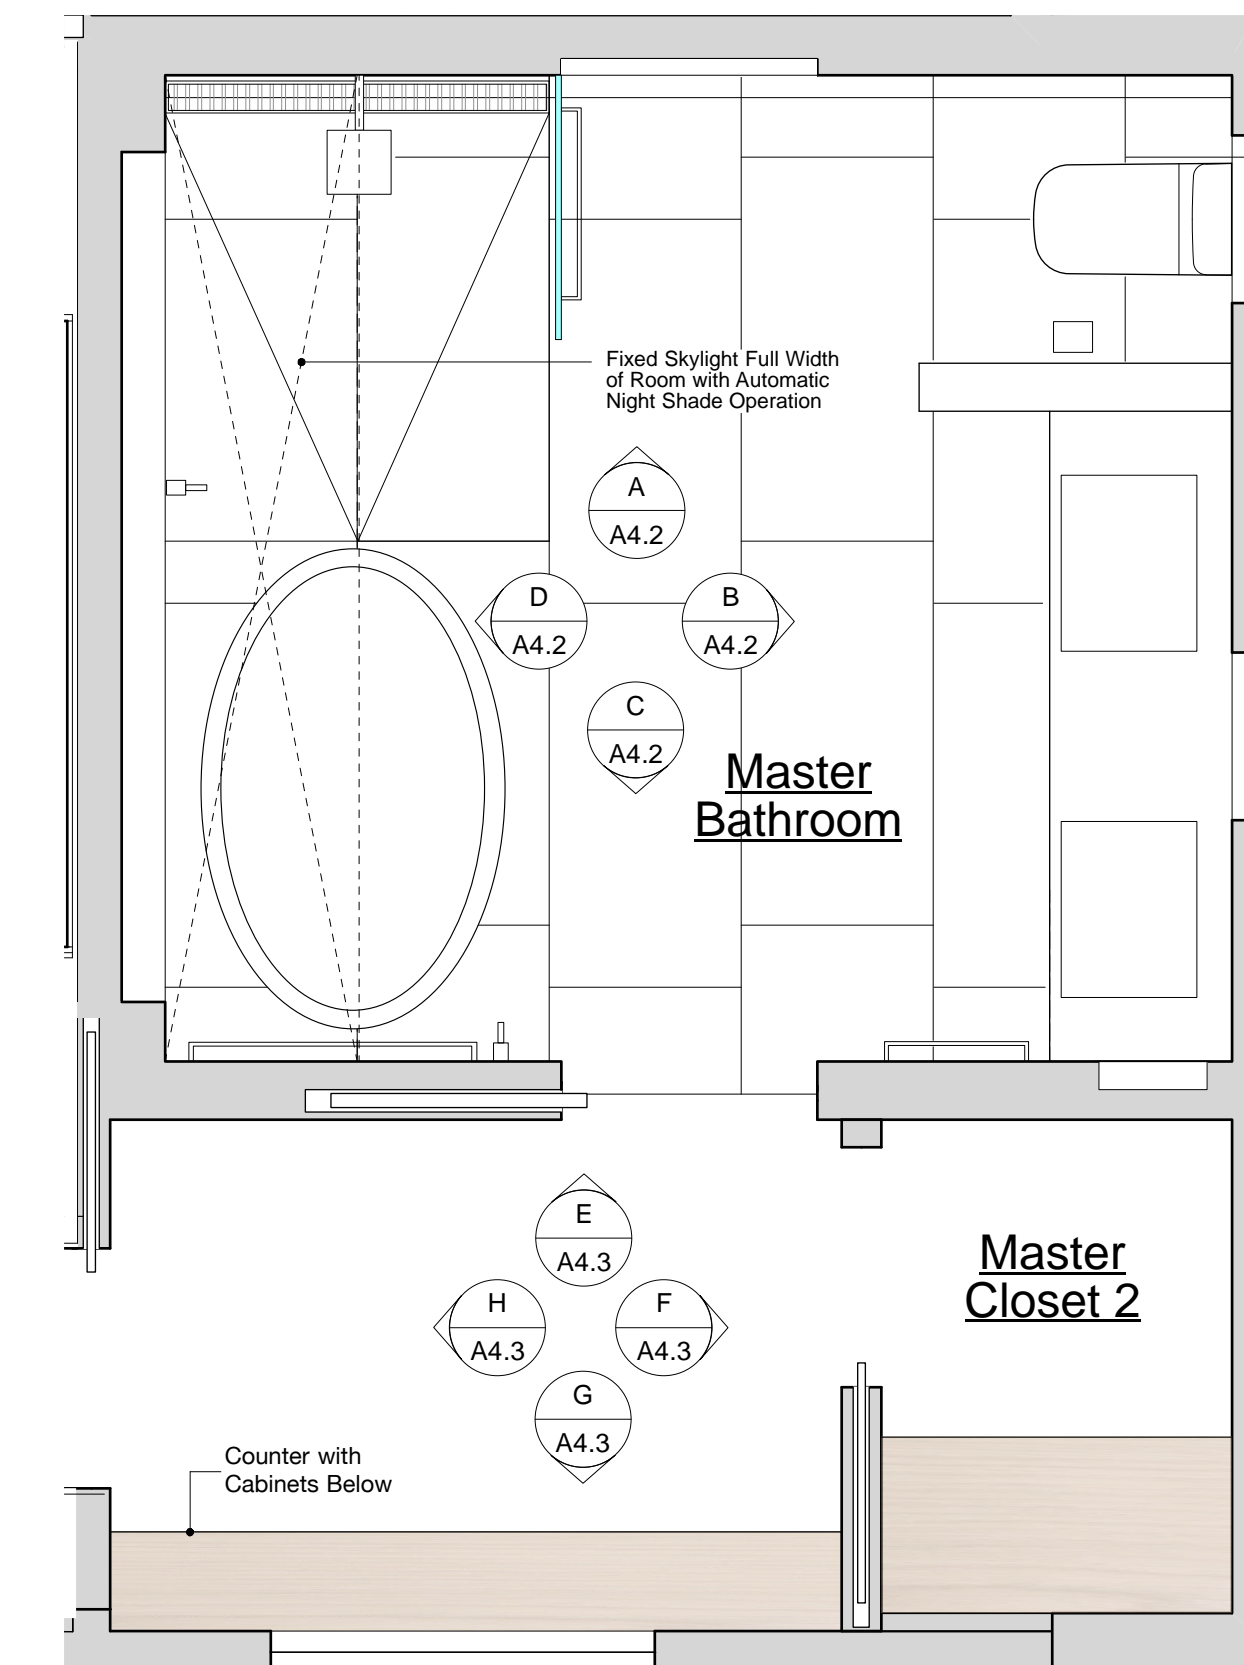 Fixed Skylight Full Width
of Room with Automatic
Night Shade Operation
A
A4.2
D
A4.2
B
A4.2
C
A4.2
Master
Bathroom
E
A4.3
H
A4.3
F
A4.3
G
A4.3
Master
Closet 2
Counter with
Cabinets Below